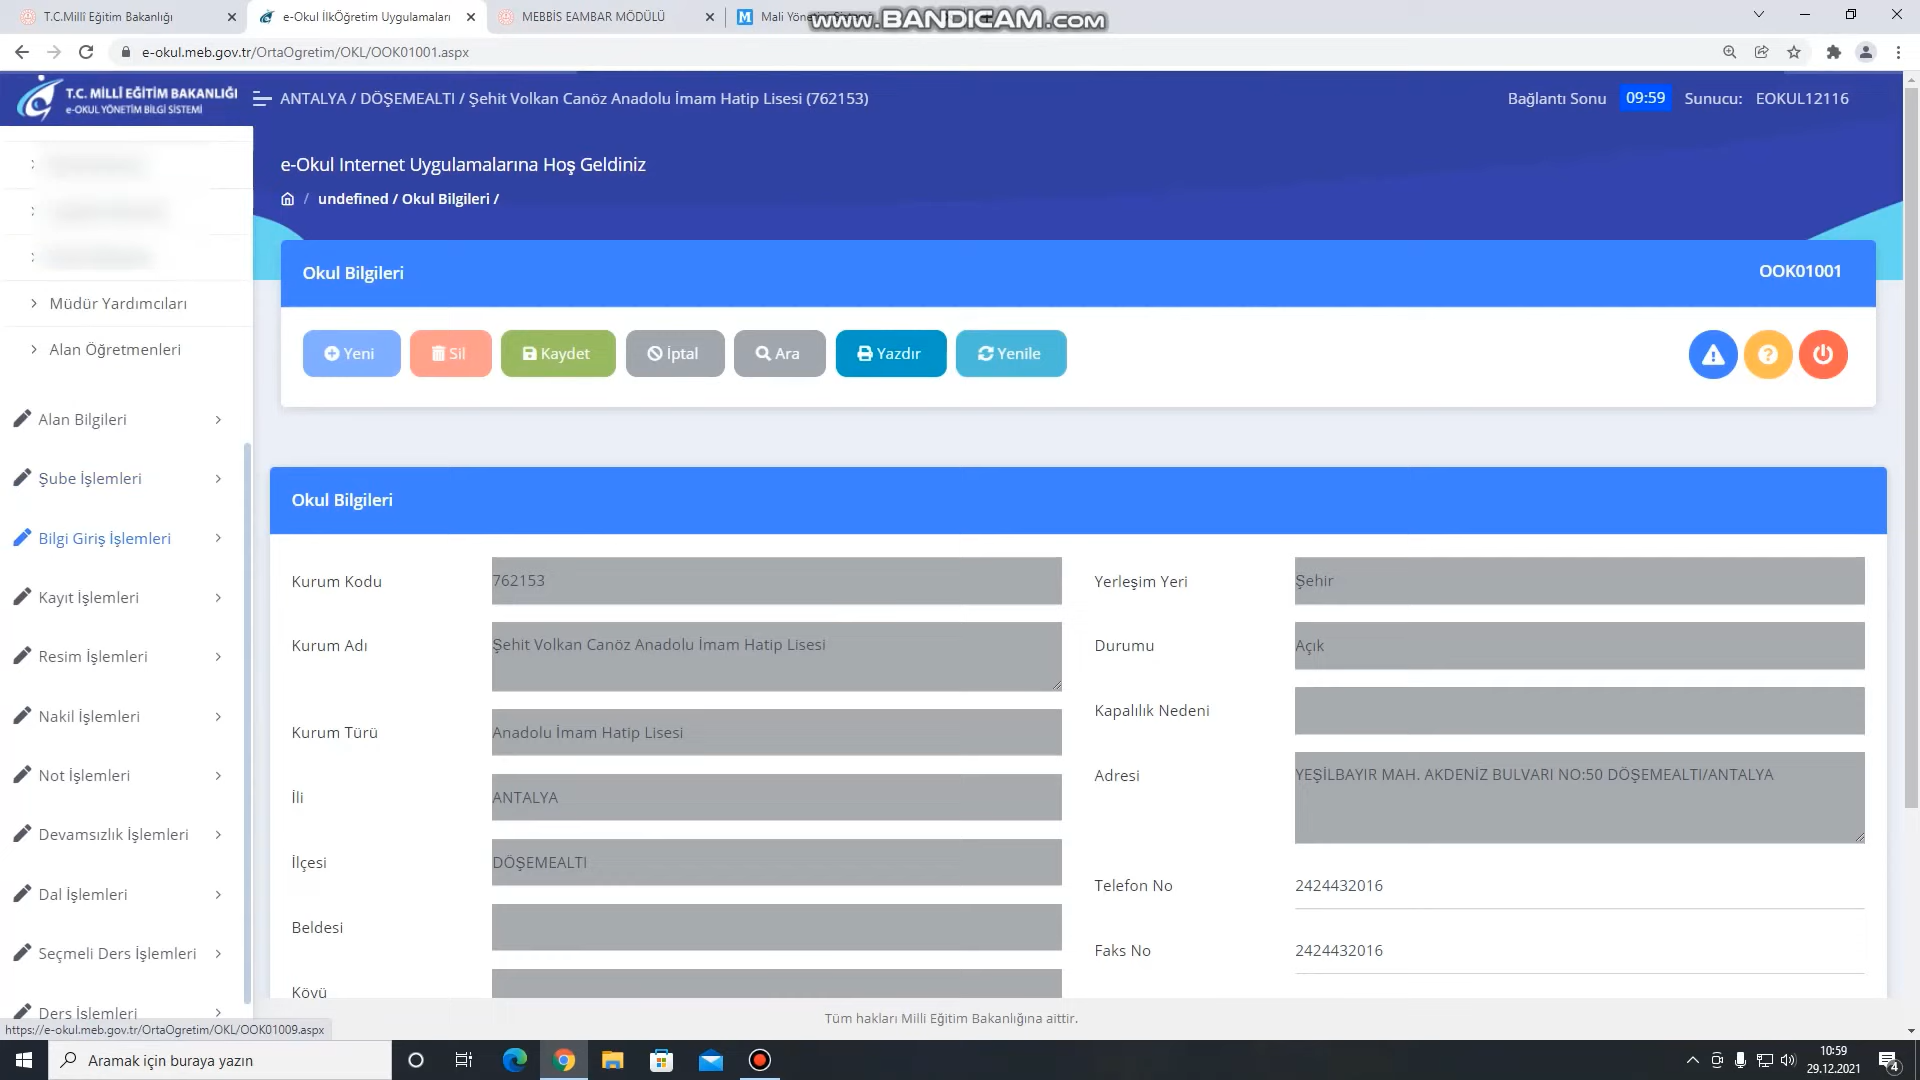 T.C.Millî Eğitim Bakanlığı
e-Okul İlkÖğretim Uygulamaları
MEBBİS EAMBAR MÖDÜLÜ
Mali Yöne
www.BANDICAM.com
e-okul.meb.gov.tr/OrtaOgretim/OKL/OOK01001.aspx
T.C. MİLLÎ EĞİTİM BAKANLIĞI
e-OKUL YÖNETİM BİLGİ SİSTEMİ
ANTALYA / DÖŞEMEALTI / Şehit Volkan Canöz Anadolu İmam Hatip Lisesi (762153)
Bağlantı Sonu 09:59 Sunucu: EOKUL12116
e-Okul Internet Uygulamalarına Hoş Geldiniz
/ undefined / Okul Bilgileri /
Okul Bilgileri
OOK01001
Yeni
Sil
Kaydet
İptal
Ara
Yazdır
Yenile
Müdür Yardımcıları
Alan Öğretmenleri
Alan Bilgileri
Şube İşlemleri
Bilgi Giriş İşlemleri
Kayıt İşlemleri
Resim İşlemleri
Nakil İşlemleri
Not İşlemleri
Devamsızlık İşlemleri
Dal İşlemleri
Seçmeli Ders İşlemleri
Ders İşlemleri
Okul Bilgileri
Kurum Kodu 762153
Kurum Adı Şehit Volkan Canöz Anadolu İmam Hatip Lisesi
Kurum Türü Anadolu İmam Hatip Lisesi
İli ANTALYA
İlçesi DÖŞEMEALTI
Beldesi
Köyü
Yerleşim Yeri Şehir
Durumu Açık
Kapalılık Nedeni
Adresi YEŞİLBAYIR MAH. AKDENİZ BULVARI NO:50 DÖŞEMEALTI/ANTALYA
Telefon No 2424432016
Faks No 2424432016
Tüm hakları Milli Eğitim Bakanlığına aittir.
https://e-okul.meb.gov.tr/OrtaOgretim/OKL/OOK01009.aspx
Aramak için buraya yazın
10:59
29.12.2021
4